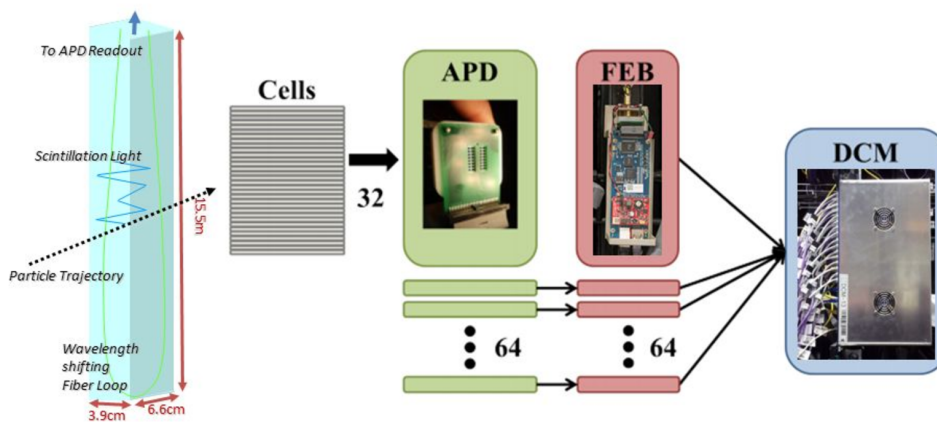 To APD Readout
Scintillation Light
Particle Trajectory
Wavelength
shifting
Fiber Loop
15.5m
3.9cm
6.6cm
Cells
32
APD
64
FEB
64
DCM